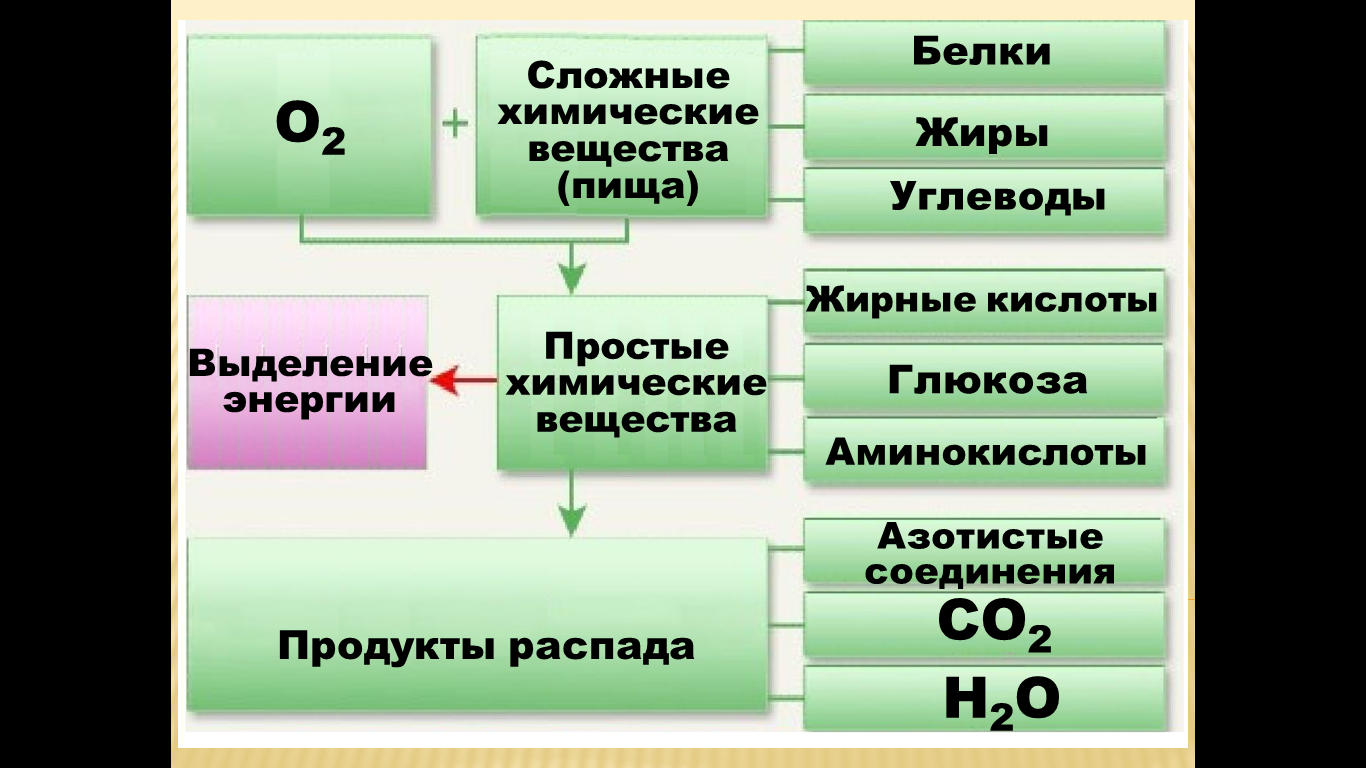 O₂
+
Сложные
химические
вещества
(пища)
Белки
Жиры
Углеводы
Выделение
энергии
Простые
химические
вещества
Жирные кислоты
Глюкоза
Аминокислоты
Продукты распада
Азотистые
соединения
CO₂
H₂O